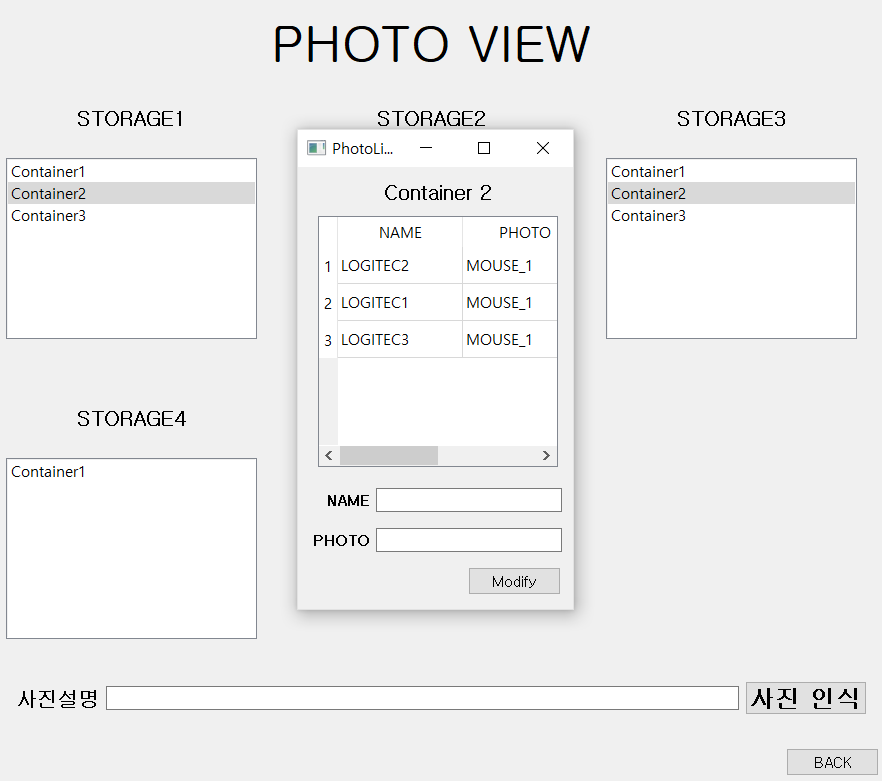 PHOTO VIEW
STORAGE1
STORAGE2
STORAGE3
Container1
Container2
Container3
PhotoLi...
Container 2
NAME PHOTO
1 LOGITEC2 MOUSE_1
2 LOGITEC1 MOUSE_1
3 LOGITEC3 MOUSE_1
NAME
PHOTO
Modify
Container1
Container2
Container3
STORAGE4
Container1
사진설명
사진 인식
BACK